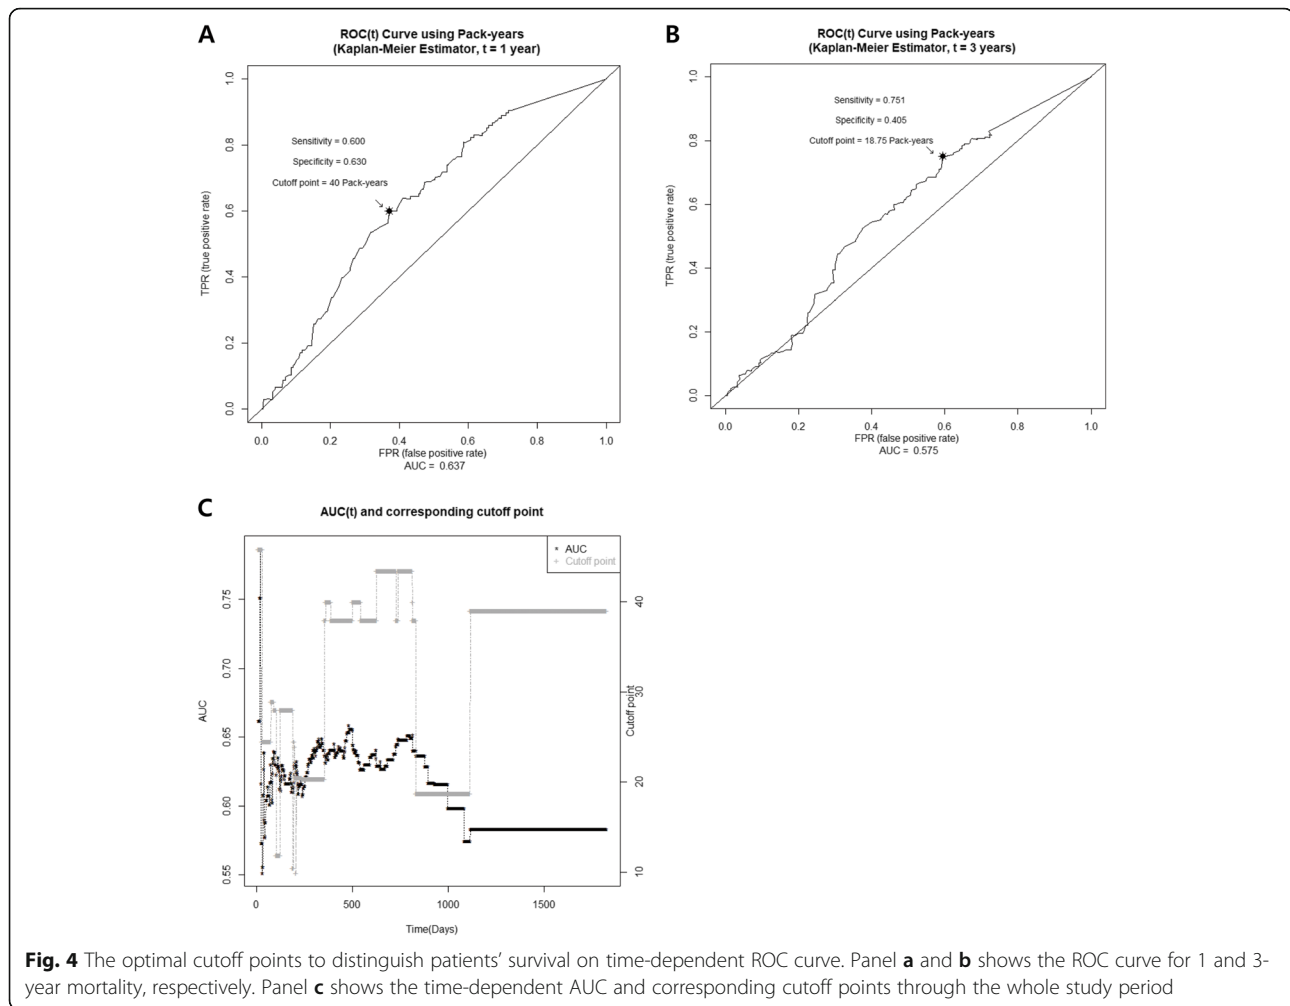 A
ROC(t) Curve using Pack-years
(Kaplan-Meier Estimator, t = 1 year)
TPR (true positive rate)
1.0
0.8
0.6
0.4
0.2
0.0
Sensitivity = 0.600
Specificity = 0.630
Cutoff point = 40 Pack-years
0.0 0.2 0.4 0.6 0.8 1.0
FPR (false positive rate)
AUC = 0.637
B
ROC(t) Curve using Pack-years
(Kaplan-Meier Estimator, t = 3 years)
TPR (true positive rate)
1.0
0.8
0.6
0.4
0.2
0.0
Sensitivity = 0.751
Specificity = 0.405
Cutoff point = 18.75 Pack-years
0.0 0.2 0.4 0.6 0.8 1.0
FPR (false positive rate)
AUC = 0.575
C
AUC(t) and corresponding cutoff point
AUC
Cutoff point
AUC
0.75
0.70
0.65
0.60
0.55
40
30
20
10
Cutoff point
0 500 1000 1500
Time(Days)
Fig. 4 The optimal cutoff points to distinguish patients’ survival on time-dependent ROC curve. Panel a and b shows the ROC curve for 1 and 3-
year mortality, respectively. Panel c shows the time-dependent AUC and corresponding cutoff points through the whole study period